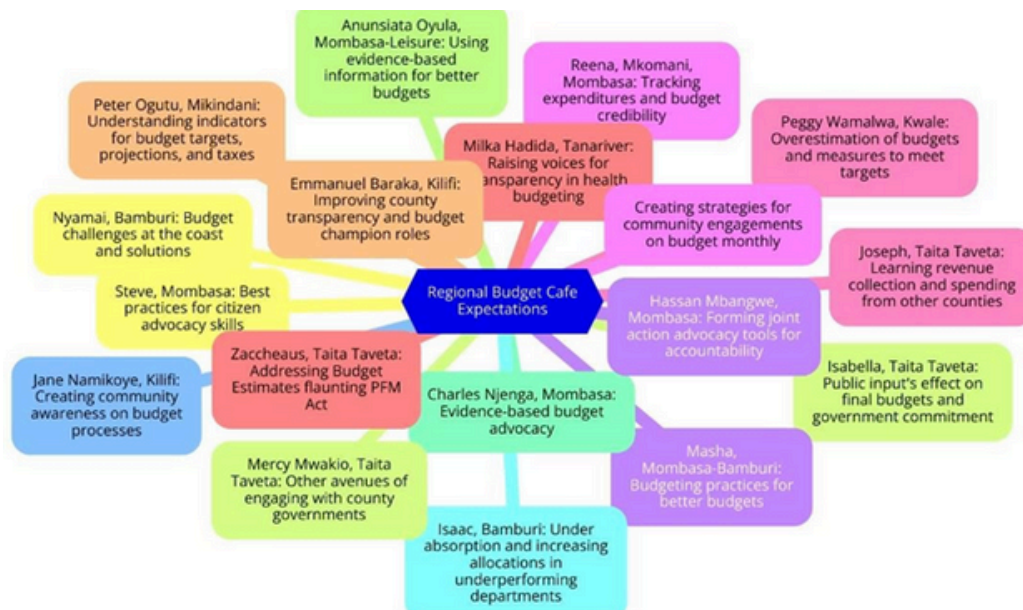 Anunsiata Oyula,
Mombasa-Leisure: Using
evidence-based
information for better
budgets
Reena, Mkomani,
Mombasa: Tracking
expenditures and budget
credibility
Peter Ogutu, Mikindani:
Understanding indicators
for budget targets,
projections, and taxes
Peggy Wamalwa, Kwale:
Overestimation of budgets
and measures to meet
targets
Milka Hadida, Tanariver:
Raising voices for
ransparency in health
budgeting
Emmanuel Baraka, Kilifi:
Improving county
transparency and budget
champion roles
Creating strategies for
community engagements
on budget monthly
Nyamai, Bamburi: Budget
challenges at the coast
and solutions
Joseph, Taita Taveta:
Learning revenue
collection and spending
from other counties
Steve, Mombasa: Best
practices for citizen
advocacy skills
Regional Budget Cafe
Expectations
Hassan Mbangwe,
Mombasa: Forming joint
action advocacy tools for
accountability
Zaccheaus, Taita Taveta:
Addressing Budget
Estimates flaunting PFM
Act
Isabella, Taita Taveta:
Public input's effect on
final budgets and
government commitment
Jane Namikoye, Kilifi:
Creating community
awareness on budget
processes
Charles Njenga, Mombasa:
Evidence-based budget
advocacy
Mercy Mwakio, Taita
Taveta: Other avenues of
engaging with county
governments
Masha,
Mombasa-Bamburi:
Budgeting practices for
better budgets
Isaac, Bamburi: Under
absorption and increasing
allocations in
underperforming
departments